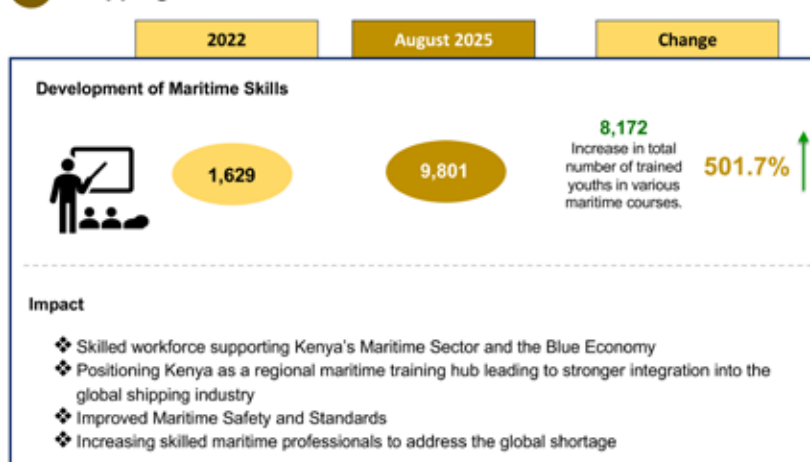 2022
August 2025
Change
Development of Maritime Skills
1,629
9,801
8,172
Increase in total
number of trained
youths in various
maritime courses.
501.7%
Impact
❖ Skilled workforce supporting Kenya's Maritime Sector and the Blue Economy
❖ Positioning Kenya as a regional maritime training hub leading to stronger integration into the
global shipping industry
❖ Improved Maritime Safety and Standards
❖ Increasing skilled maritime professionals to address the global shortage